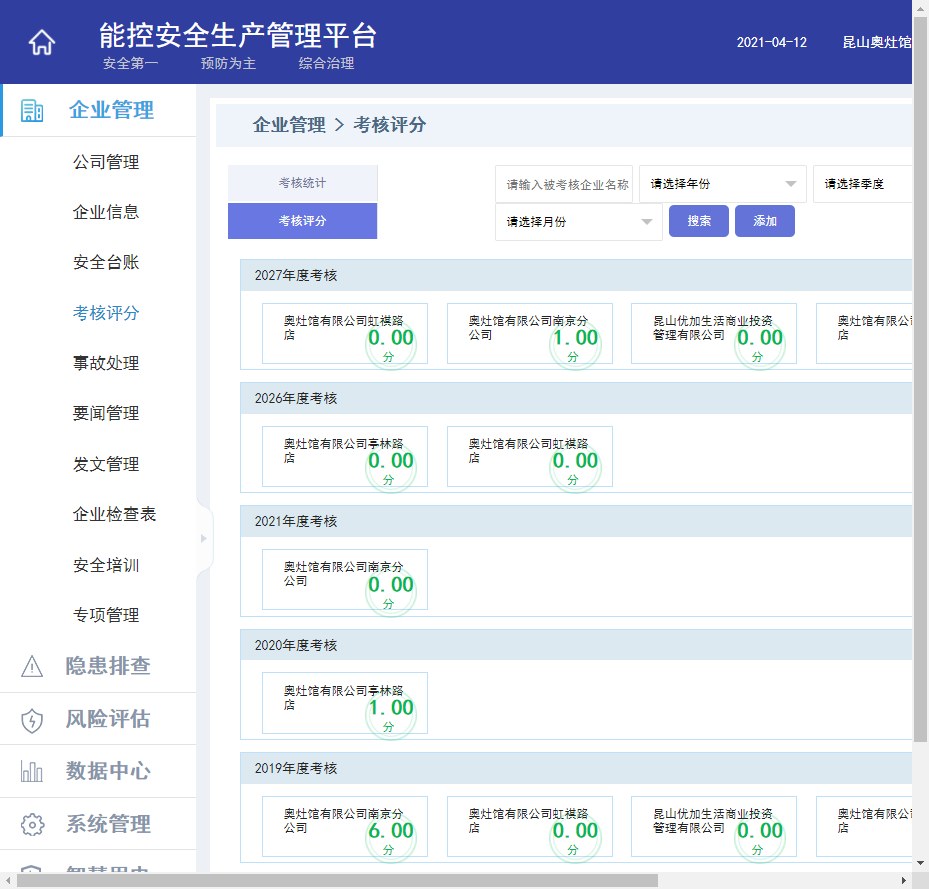 能控安全生产管理平台
安全第一 预防为主 综合治理
2021-04-12 昆山奥灶馆
企业管理
公司管理
企业信息
安全台账
考核评分
事故处理
要闻管理
发文管理
企业检查表
安全培训
专项管理
隐患排查
风险评估
数据中心
系统管理
企业管理 > 考核评分
考核统计
考核评分
请输入被考核企业名称 请选择年份 请选择季度
请选择月份 搜索 添加
2027年度考核
奥灶馆有限公司虹祺路
店
0.00
分
奥灶馆有限公司南京分
公司
1.00
分
昆山优加生活商业投资
管理有限公司
0.00
分
奥灶馆有限公
店
2026年度考核
奥灶馆有限公司亭林路
店
0.00
分
奥灶馆有限公司虹祺路
店
0.00
分
2021年度考核
奥灶馆有限公司南京分
公司
0.00
分
2020年度考核
奥灶馆有限公司亭林路
店
1.00
分
2019年度考核
奥灶馆有限公司南京分
公司
6.00
分
奥灶馆有限公司虹祺路
店
0.00
分
昆山优加生活商业投资
管理有限公司
0.00
分
奥灶馆有限公
店